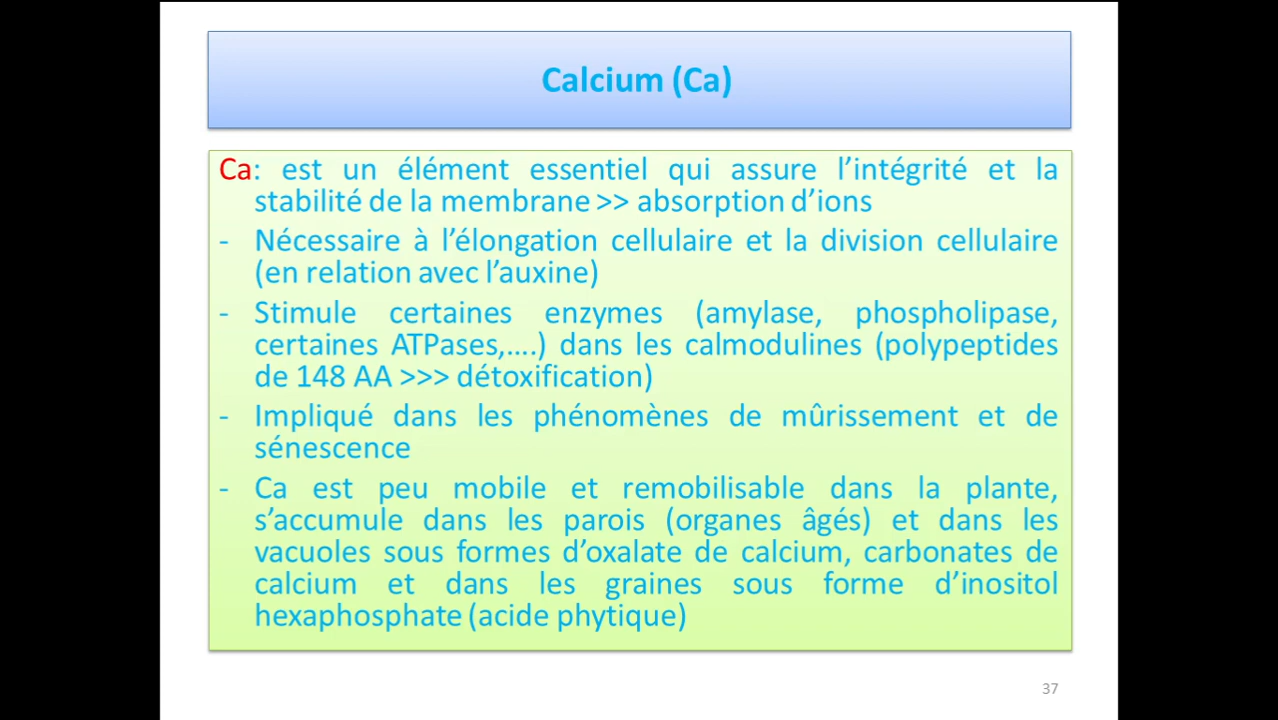 Calcium (Ca)
Ca: est un élément essentiel qui assure l’intégrité et la
stabilité de la membrane >> absorption d’ions
- Nécessaire à l’élongation cellulaire et la division cellulaire
(en relation avec l’auxine)
- Stimule certaines enzymes (amylase, phospholipase,
certaines ATPases,….) dans les calmodulines (polypeptides
de 148 AA >>> détoxification)
- Impliqué dans les phénomènes de mûrissement et de
sénescence
- Ca est peu mobile et remobilisable dans la plante,
s’accumule dans les parois (organes âgés) et dans les
vacuoles sous formes d’oxalate de calcium, carbonates de
calcium et dans les graines sous forme d’inositol
hexaphosphate (acide phytique)
37